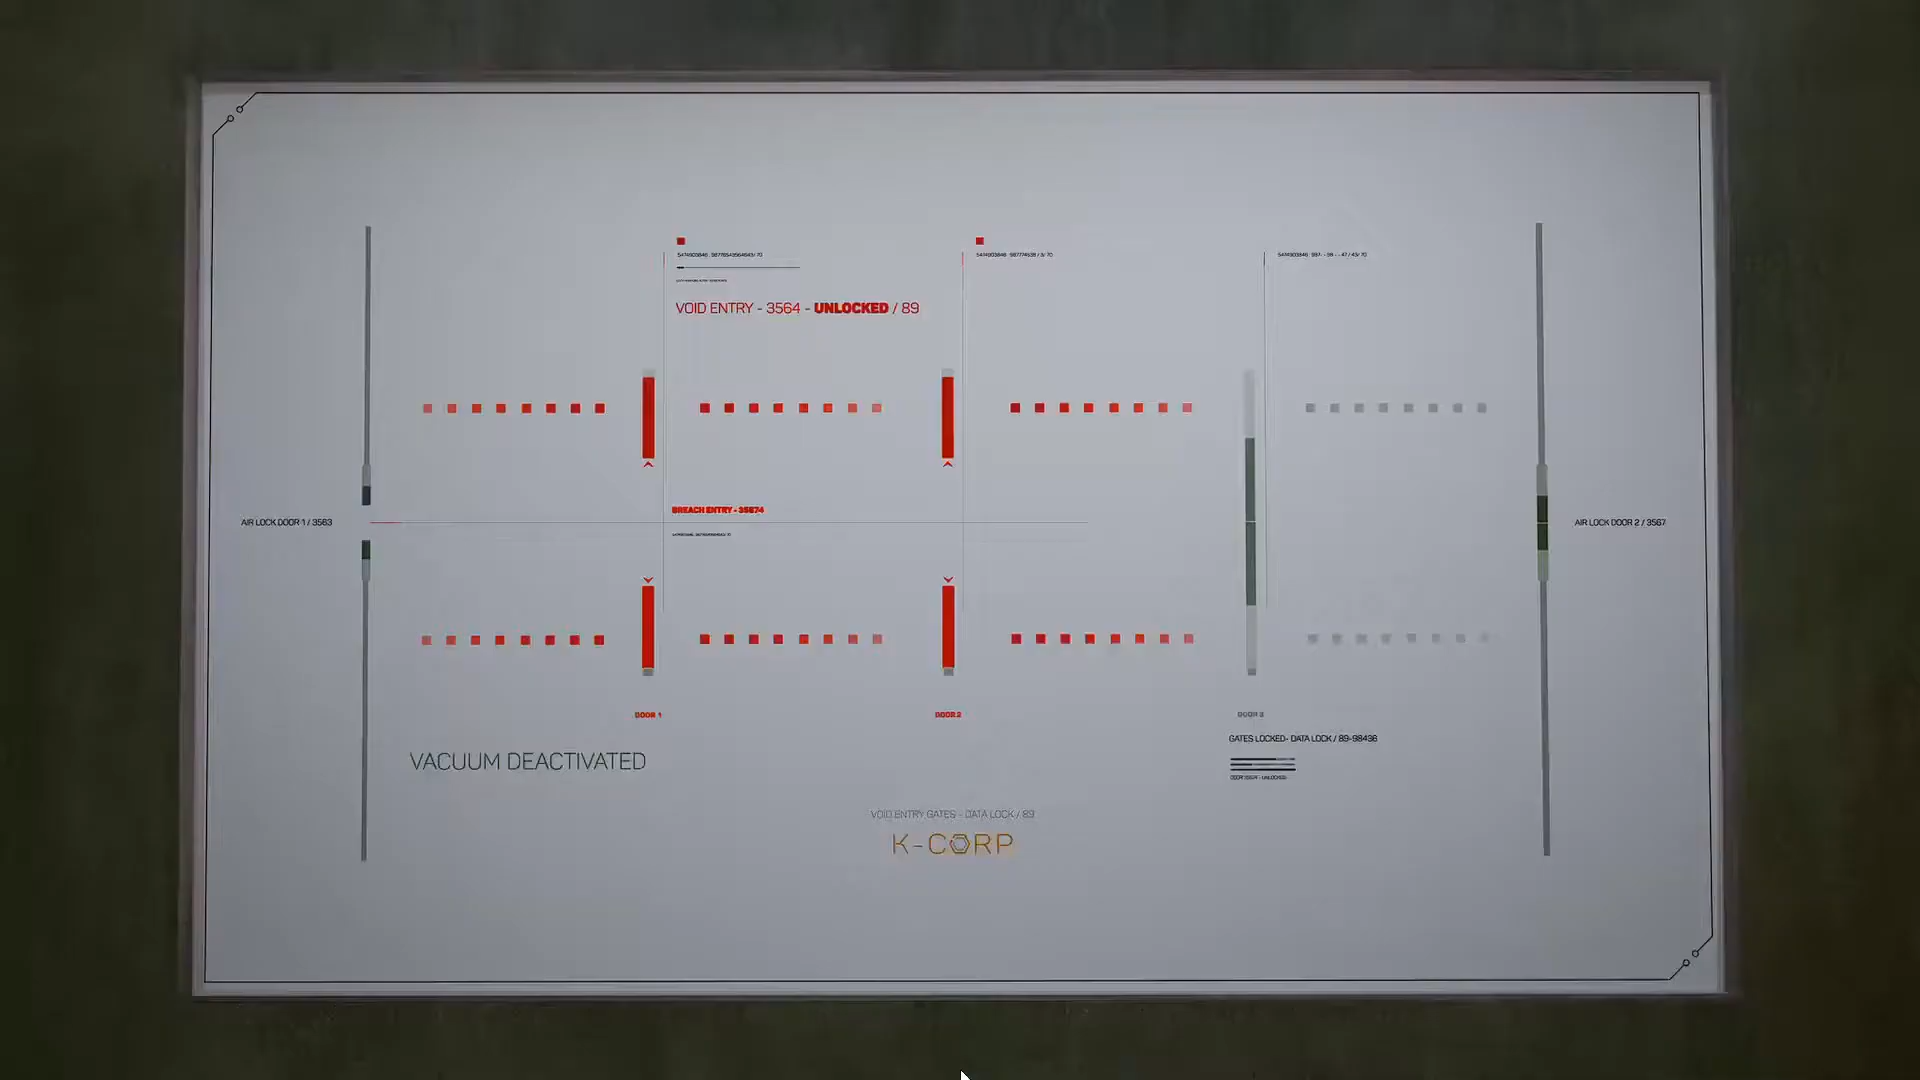 VOID ENTRY - 3564 - UNLOCKED / 89
BREACH ENTRY - 35674
AIR LOCK DOOR 1 / 3563
AIR LOCK DOOR 2 / 3567
DOOR 1
DOOR 2
DOOR 3
GATES LOCKED- DATA LOCK / 89-98436
VACUUM DEACTIVATED
VOID ENTRY GATES - DATA LOCK / 89
K-CORP